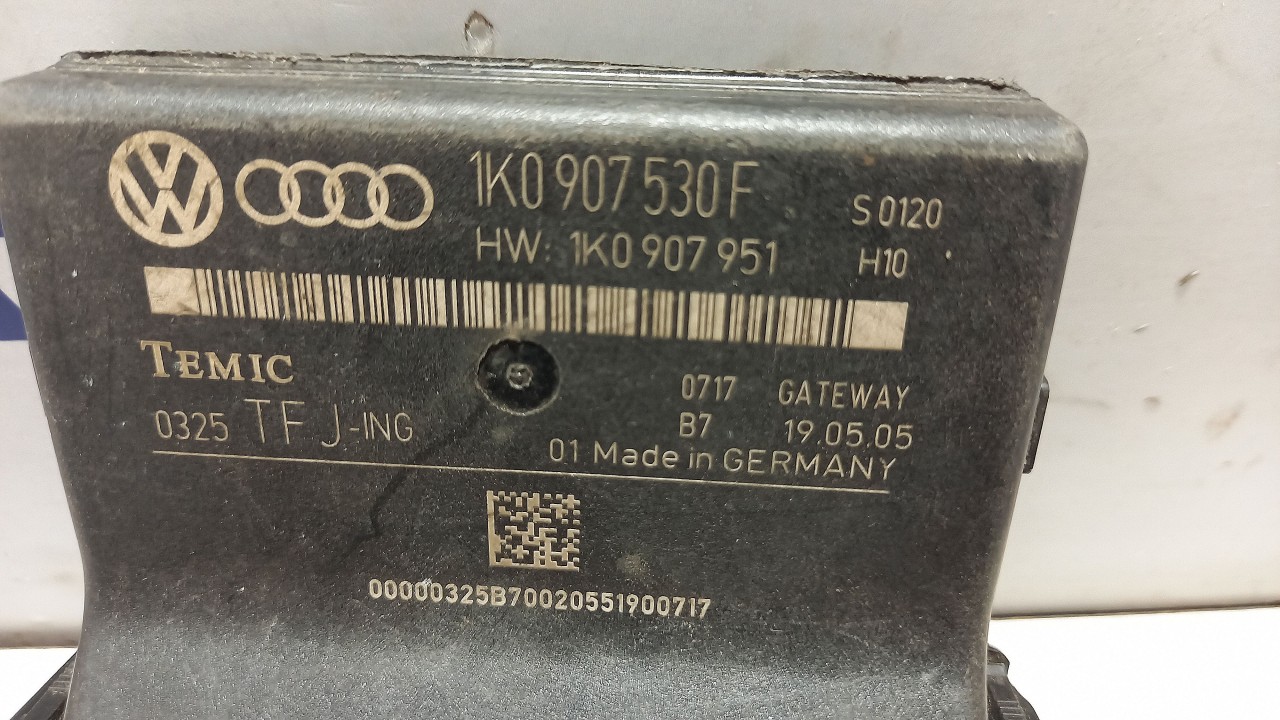 1K0 907 530 F
S 0120
HW: 1K0 907 951
H10
TEMIC
0717 GATEWAY
0325 TF J-ING
B7 19.05.05
01 Made in GERMANY
00000325B70020551900717